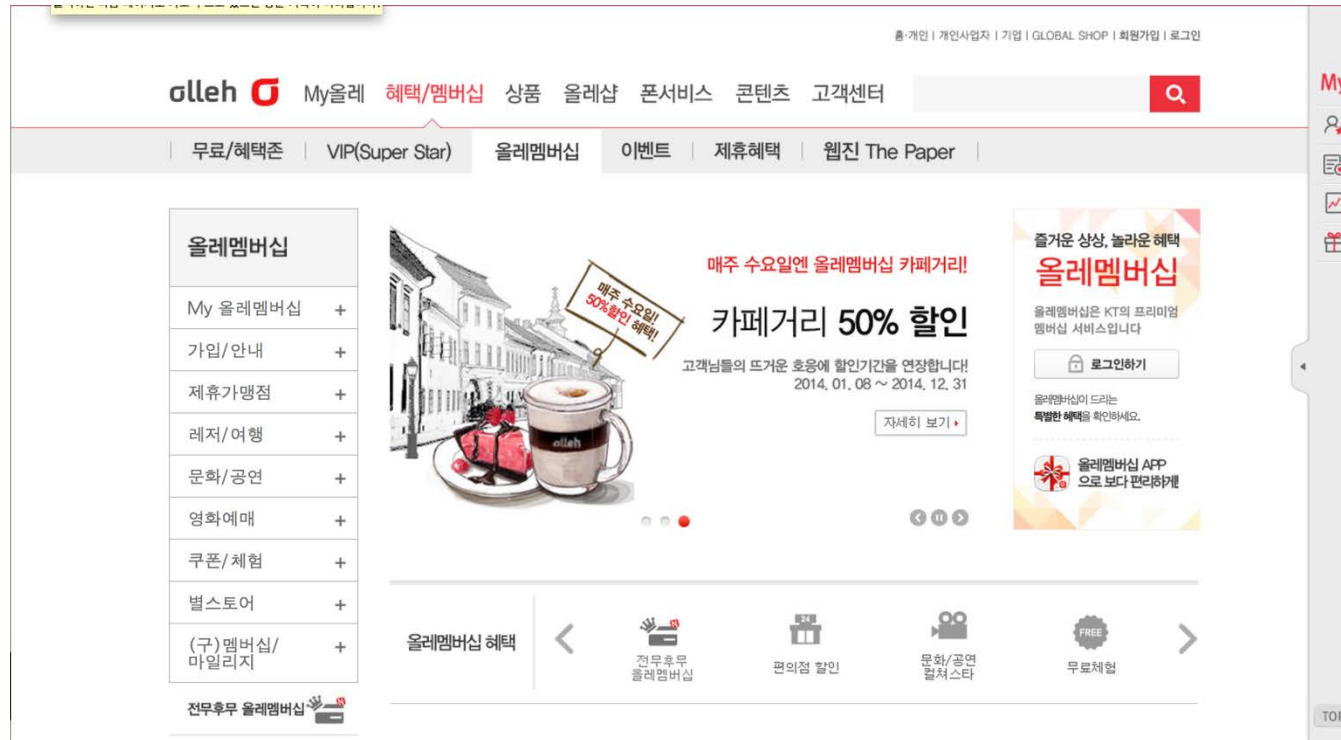 홈·개인 | 개인사업자 | 기업 | GLOBAL SHOP | 회원가입 | 로그인
olleh
My올레 혜택/멤버십 상품 올레샵 폰서비스 콘텐츠 고객센터
My
무료/혜택존 VIP(Super Star) 올레멤버십 이벤트 제휴혜택 웹진 The Paper
올레멤버십
My 올레멤버십 +
가입/안내 +
제휴가맹점 +
레저/여행 +
문화/공연 +
영화예매 +
쿠폰/체험 +
별스토어 +
(구)멤버십/ +
마일리지
전무후무 올레멤버십
매주 수요일!
50%할인 혜택!
olleh
매주 수요일엔 올레멤버십 카페거리!
카페거리 50% 할인
고객님들의 뜨거운 호응에 할인기간을 연장합니다!
2014. 01. 08 ~ 2014. 12. 31
자세히 보기
즐거운 상상, 놀라운 혜택
올레멤버십
올레멤버십은 KT의 프리미엄
멤버십 서비스입니다
로그인하기
올레멤버십이 드리는
특별한 혜택을 확인하세요.
올레멤버십 APP
으로 보다 편리하게!
올레멤버십 혜택
전무후무
올레멤버십
24
편의점 할인
문화/공연
컬쳐스타
FREE
무료체험
TOP